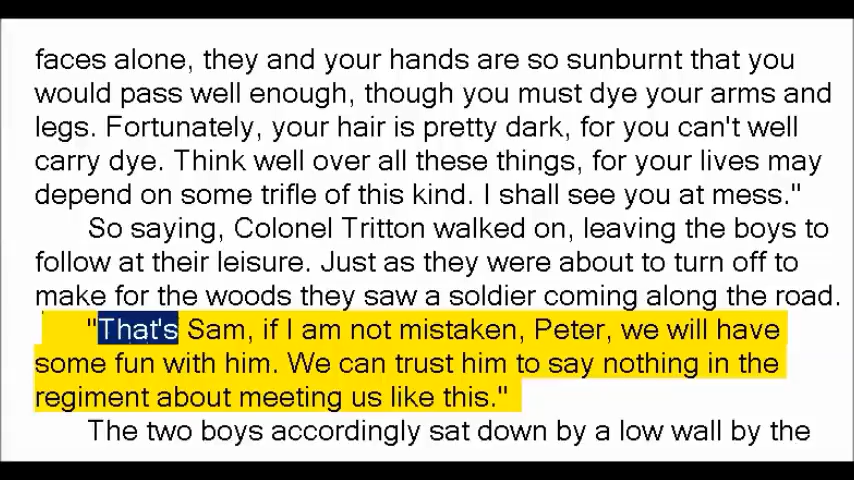 faces alone, they and your hands are so sunburnt that you
would pass well enough, though you must dye your arms and
legs. Fortunately, your hair is pretty dark, for you can't well
carry dye. Think well over all these things, for your lives may
depend on some trifle of this kind. I shall see you at mess."
So saying, Colonel Tritton walked on, leaving the boys to
follow at their leisure. Just as they were about to turn off to
make for the woods they saw a soldier coming along the road.
"That's Sam, if I am not mistaken, Peter, we will have
some fun with him. We can trust him to say nothing in the
regiment about meeting us like this."
The two boys accordingly sat down by a low wall by the